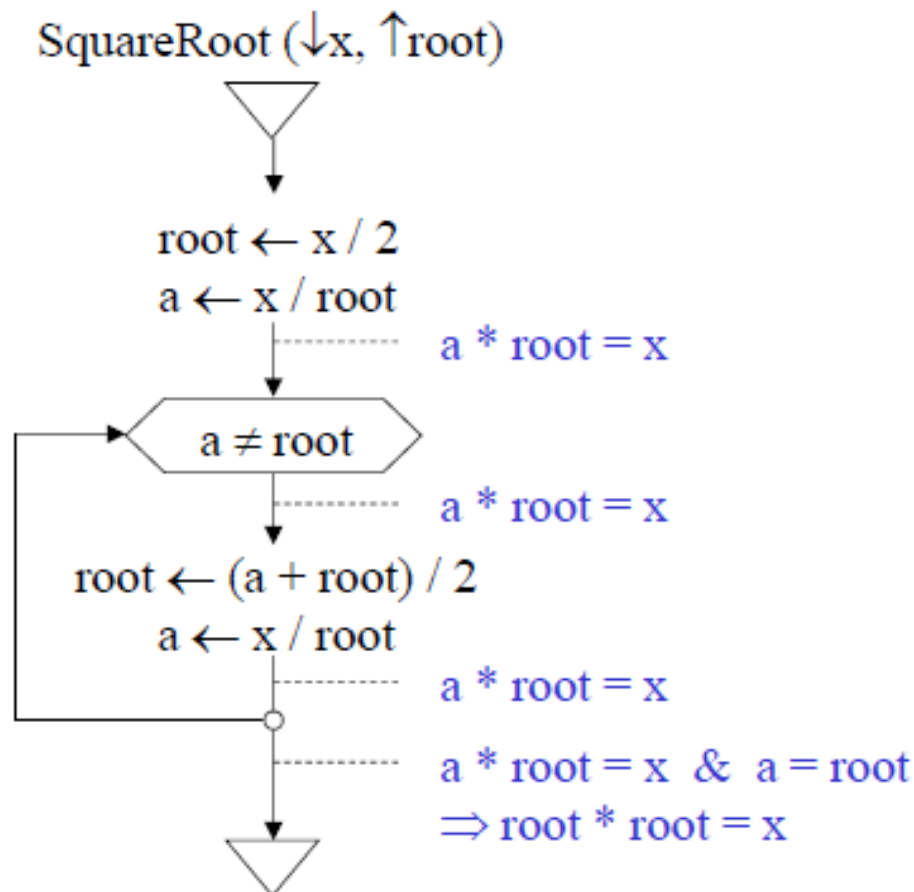 SquareRoot (↓x, ↑root)
root ← x / 2
a ← x / root
a * root = x
a ≠ root
a * root = x
root ← (a + root) / 2
a ← x / root
a * root = x
a * root = x & a = root
⇒ root * root = x